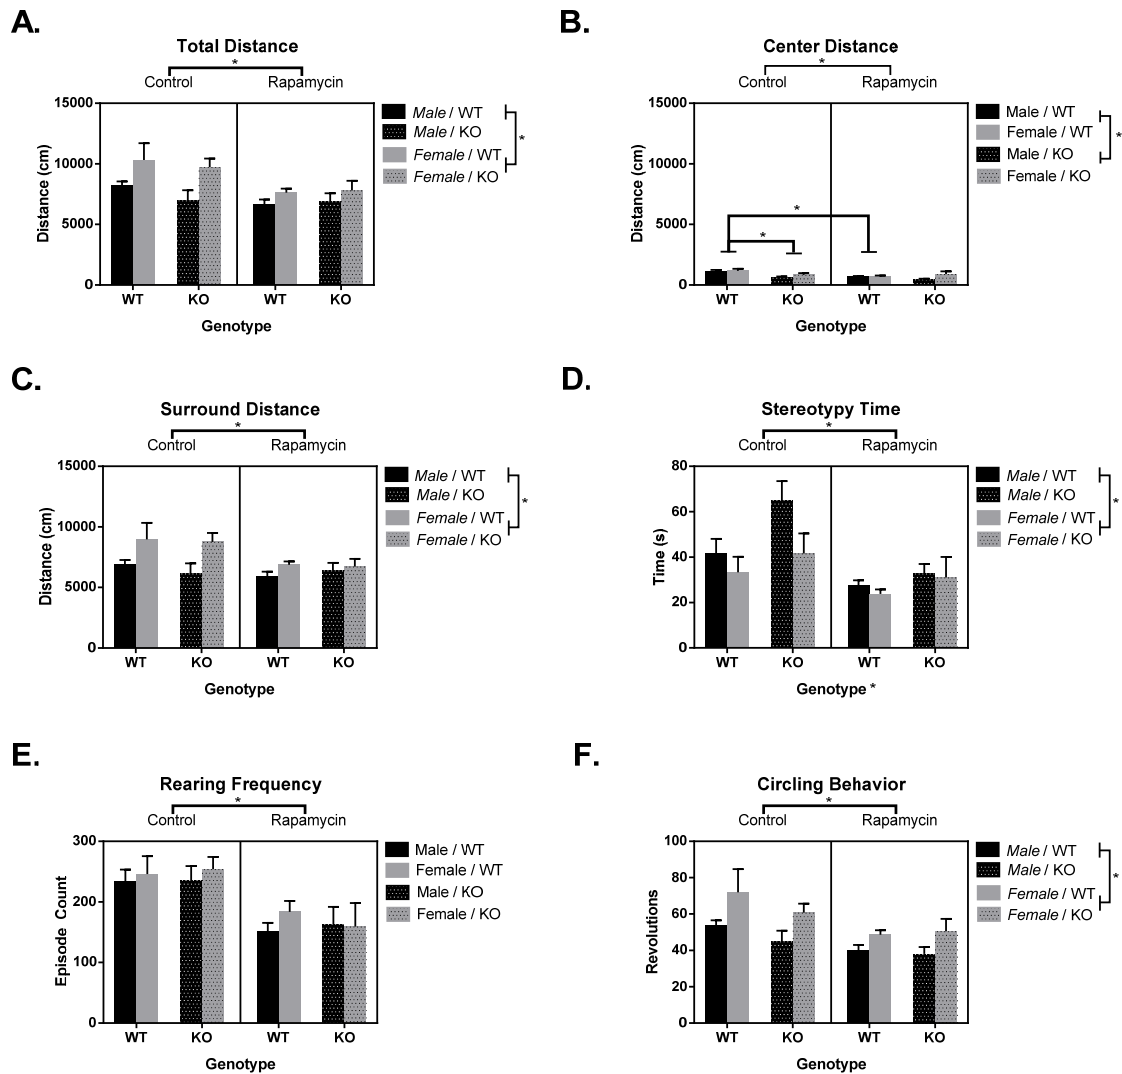 A.
Total Distance
*
Control Rapamycin
15000
10000
5000
0
Distance (cm)
WT KO WT KO
Genotype
Male / WT
Male / KO
Female / WT
Female / KO
*
B.
Center Distance
*
Control Rapamycin
15000
10000
5000
0
Distance (cm)
*
*
WT KO WT KO
Genotype
Male / WT
Female / WT
Male / KO
Female / KO
*
C.
Surround Distance
*
Control Rapamycin
15000
10000
5000
0
Distance (cm)
WT KO WT KO
Genotype
Male / WT
Male / KO
Female / WT
Female / KO
*
D.
Stereotypy Time
*
Control Rapamycin
80
60
40
20
0
Time (s)
WT KO WT KO
Genotype *
Male / WT
Male / KO
Female / WT
Female / KO
*
E.
Rearing Frequency
*
Control Rapamycin
300
200
100
0
Episode Count
WT KO WT KO
Genotype
Male / WT
Female / WT
Male / KO
Female / KO
F.
Circling Behavior
*
Control Rapamycin
100
80
60
40
20
0
Revolutions
WT KO WT KO
Genotype
Male / WT
Male / KO
Female / WT
Female / KO
*